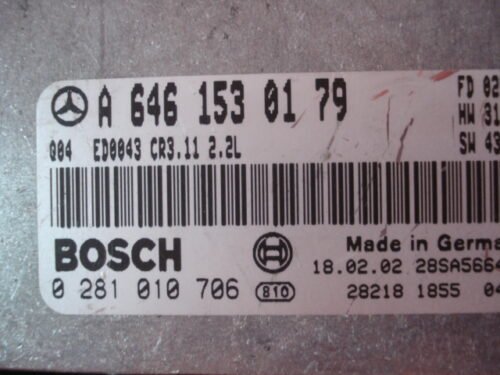 A 646 153 01 79
FD 02
HW 31
Q04 ED0043 CR3.11 2.2L
SW 43
BOSCH
Made in Germa
18.02.02 28SA5664
0 281 010 706 810
28218 1855 04